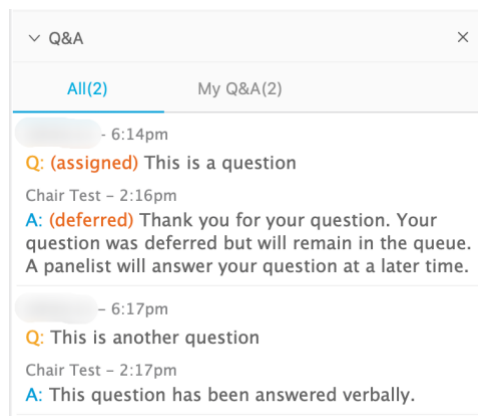 Q&A
All(2) My Q&A(2)
- 6:14pm
Q: (assigned) This is a question
Chair Test – 2:16pm
A: (deferred) Thank you for your question. Your
question was deferred but will remain in the queue.
A panelist will answer your question at a later time.
– 6:17pm
Q: This is another question
Chair Test – 2:17pm
A: This question has been answered verbally.